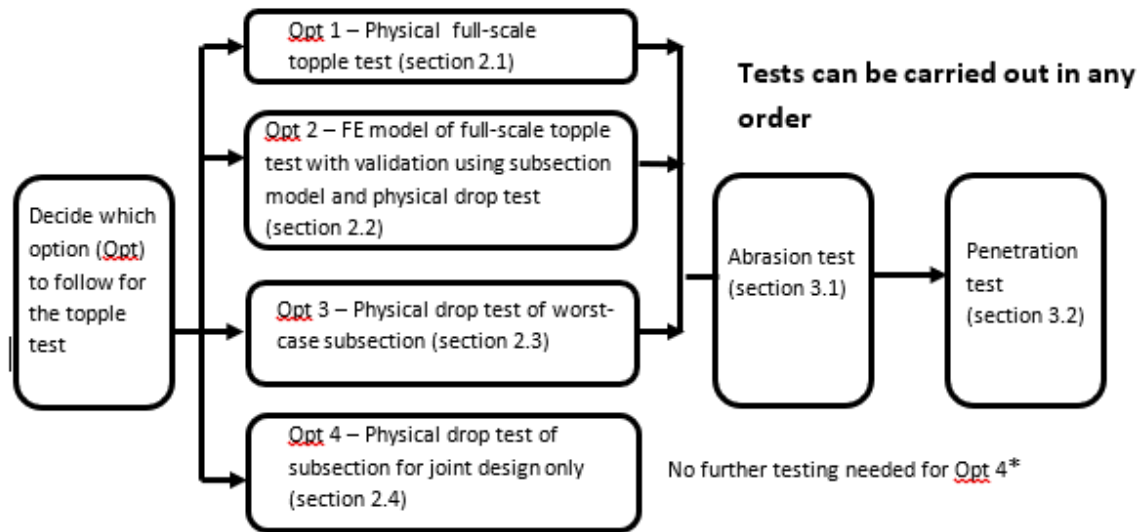 Decide which
option (Opt)
to follow for
the topple
test
Opt 1 – Physical full-scale
topple test (section 2.1)
Opt 2 – FE model of full-scale topple
test with validation using subsection
model and physical drop test
(section 2.2)
Opt 3 – Physical drop test of worst-
case subsection (section 2.3)
Opt 4 – Physical drop test of
subsection for joint design only
(section 2.4)
Tests can be carried out in any
order
Abrasion test
(section 3.1)
Penetration
test
(section 3.2)
No further testing needed for Opt 4*